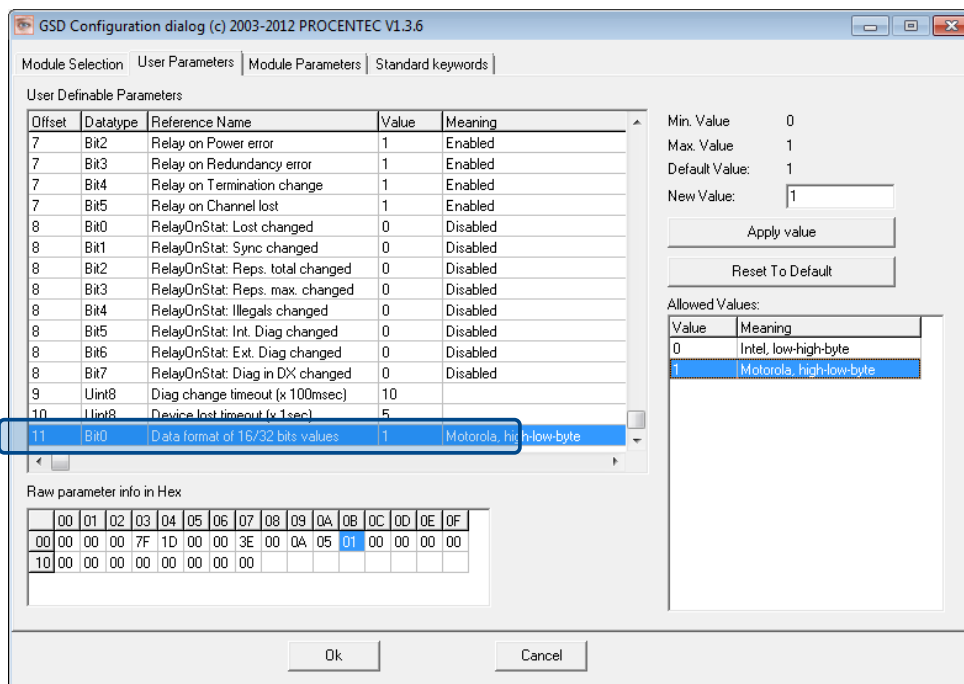 GSD Configuration dialog (c) 2003-2012 PROCENTEC V1.3.6
Module Selection User Parameters Module Parameters Standard keywords
User Definable Parameters
Offset Datatype Reference Name Value Meaning
7 Bit2 Relay on Power error 1 Enabled
7 Bit3 Relay on Redundancy error 1 Enabled
7 Bit4 Relay on Termination change 1 Enabled
7 Bit5 Relay on Channel lost 1 Enabled
8 Bit0 RelayOnStat: Lost changed 0 Disabled
8 Bit1 RelayOnStat: Sync changed 0 Disabled
8 Bit2 RelayOnStat: Reps. total changed 0 Disabled
8 Bit3 RelayOnStat: Reps. max. changed 0 Disabled
8 Bit4 RelayOnStat: Illegals changed 0 Disabled
8 Bit5 RelayOnStat: Int. Diag changed 0 Disabled
8 Bit6 RelayOnStat: Ext. Diag changed 0 Disabled
8 Bit7 RelayOnStat: Diag in DX changed 0 Disabled
9 Uint8 Diag change timeout (x 100msec) 10
10 Uint8 Device lost timeout (x 1sec) 5
11 Bit0 Data format of 16/32 bits values 1 Motorola, high-low-byte
Min. Value 0
Max. Value 1
Default Value: 1
New Value: 1
Apply value
Reset To Default
Allowed Values:
Value Meaning
0 Intel, low-high-byte
1 Motorola, high-low-byte
Raw parameter info in Hex
00 01 02 03 04 05 06 07 08 09 0A 0B 0C 0D 0E 0F
00 00 00 00 7F 1D 00 00 3E 00 0A 05 01 00 00 00 00
10 00 00 00 00 00 00 00 00
Ok Cancel